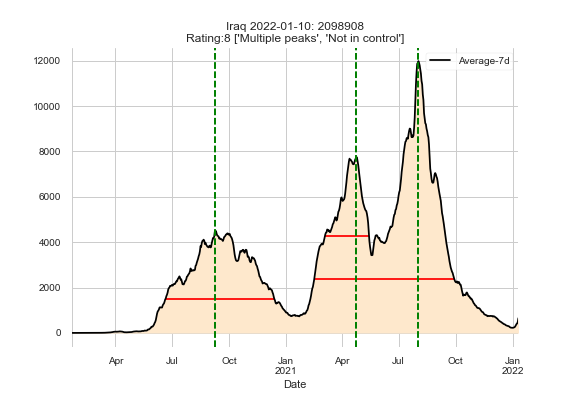 Iraq 2022-01-10: 2098908
Rating:8 ['Multiple peaks', 'Not in control']
Average-7d
12000
10000
8000
6000
4000
2000
0
Apr Jul Oct Jan Apr Jul Oct Jan
2021 2022
Date